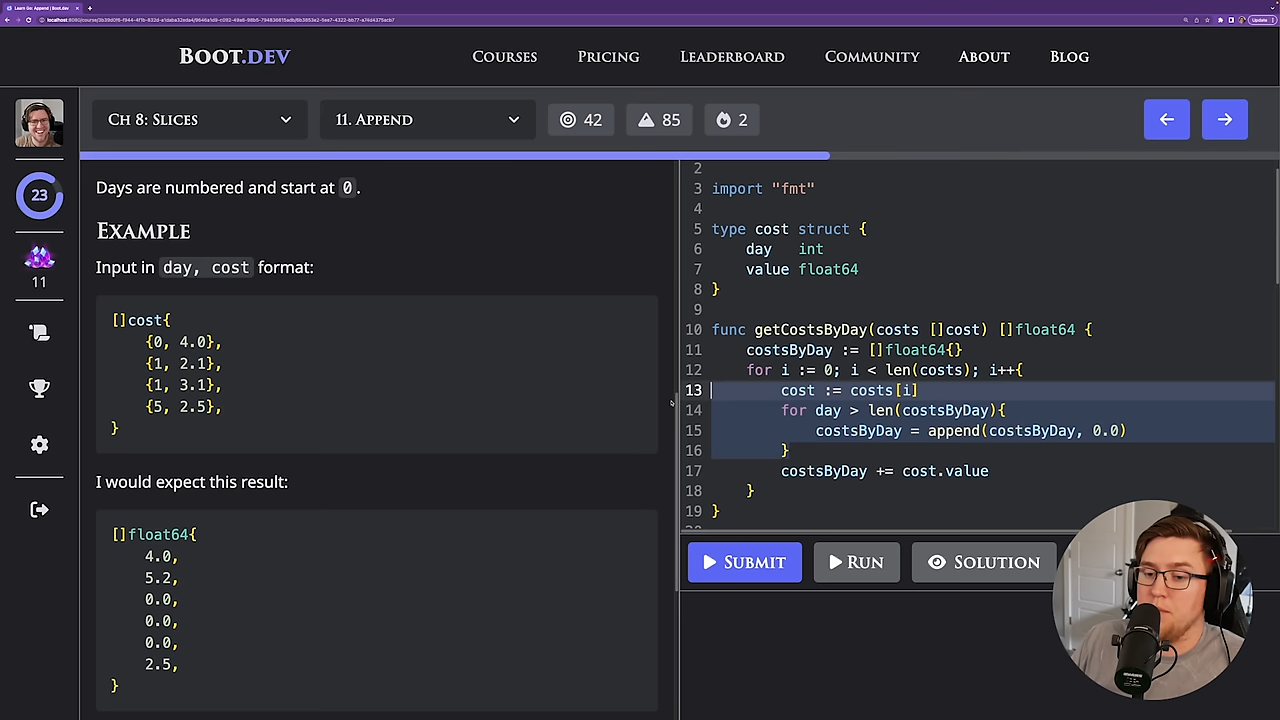 Learn Go: Append | Boot.dev
Update
BOOT.DEV
COURSES
PRICING
LEADERBOARD
COMMUNITY
ABOUT
BLOG
CH 8: SLICES
11. APPEND
42
85
2
23
11
Days are numbered and start at 0.
EXAMPLE
Input in day, cost format:
[]cost{
{0, 4.0},
{1, 2.1},
{1, 3.1},
{5, 2.5},
}
I would expect this result:
[]float64{
4.0,
5.2,
0.0,
0.0,
0.0,
2.5,
}
2
3 import "fmt"
4
5 type cost struct {
6 day int
7 value float64
8 }
9
10 func getCostsByDay(costs []cost) []float64 {
11 costsByDay := []float64{}
12 for i := 0; i < len(costs); i++{
13 cost := costs[i]
14 for day > len(costsByDay){
15 costsByDay = append(costsByDay, 0.0)
16 }
17 costsByDay += cost.value
18 }
19 }
SUBMIT
RUN
SOLUTION